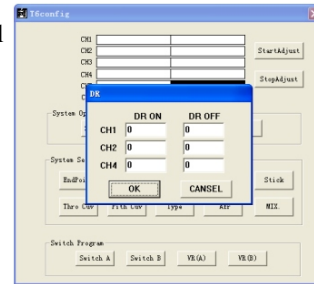 T6config
CH1
CH2
CH3
CH4
StartAdjust
StopAdjust
DR
DR ON DR OFF
CH1 0 0
CH2 0 0
CH4 0 0
OK CANSEL
System Op
System Se
EndPoi
Stick
Thro Cuv Pith Cuv Type MIX.
Switch Program
Switch A Switch B VR(A) VR(B)